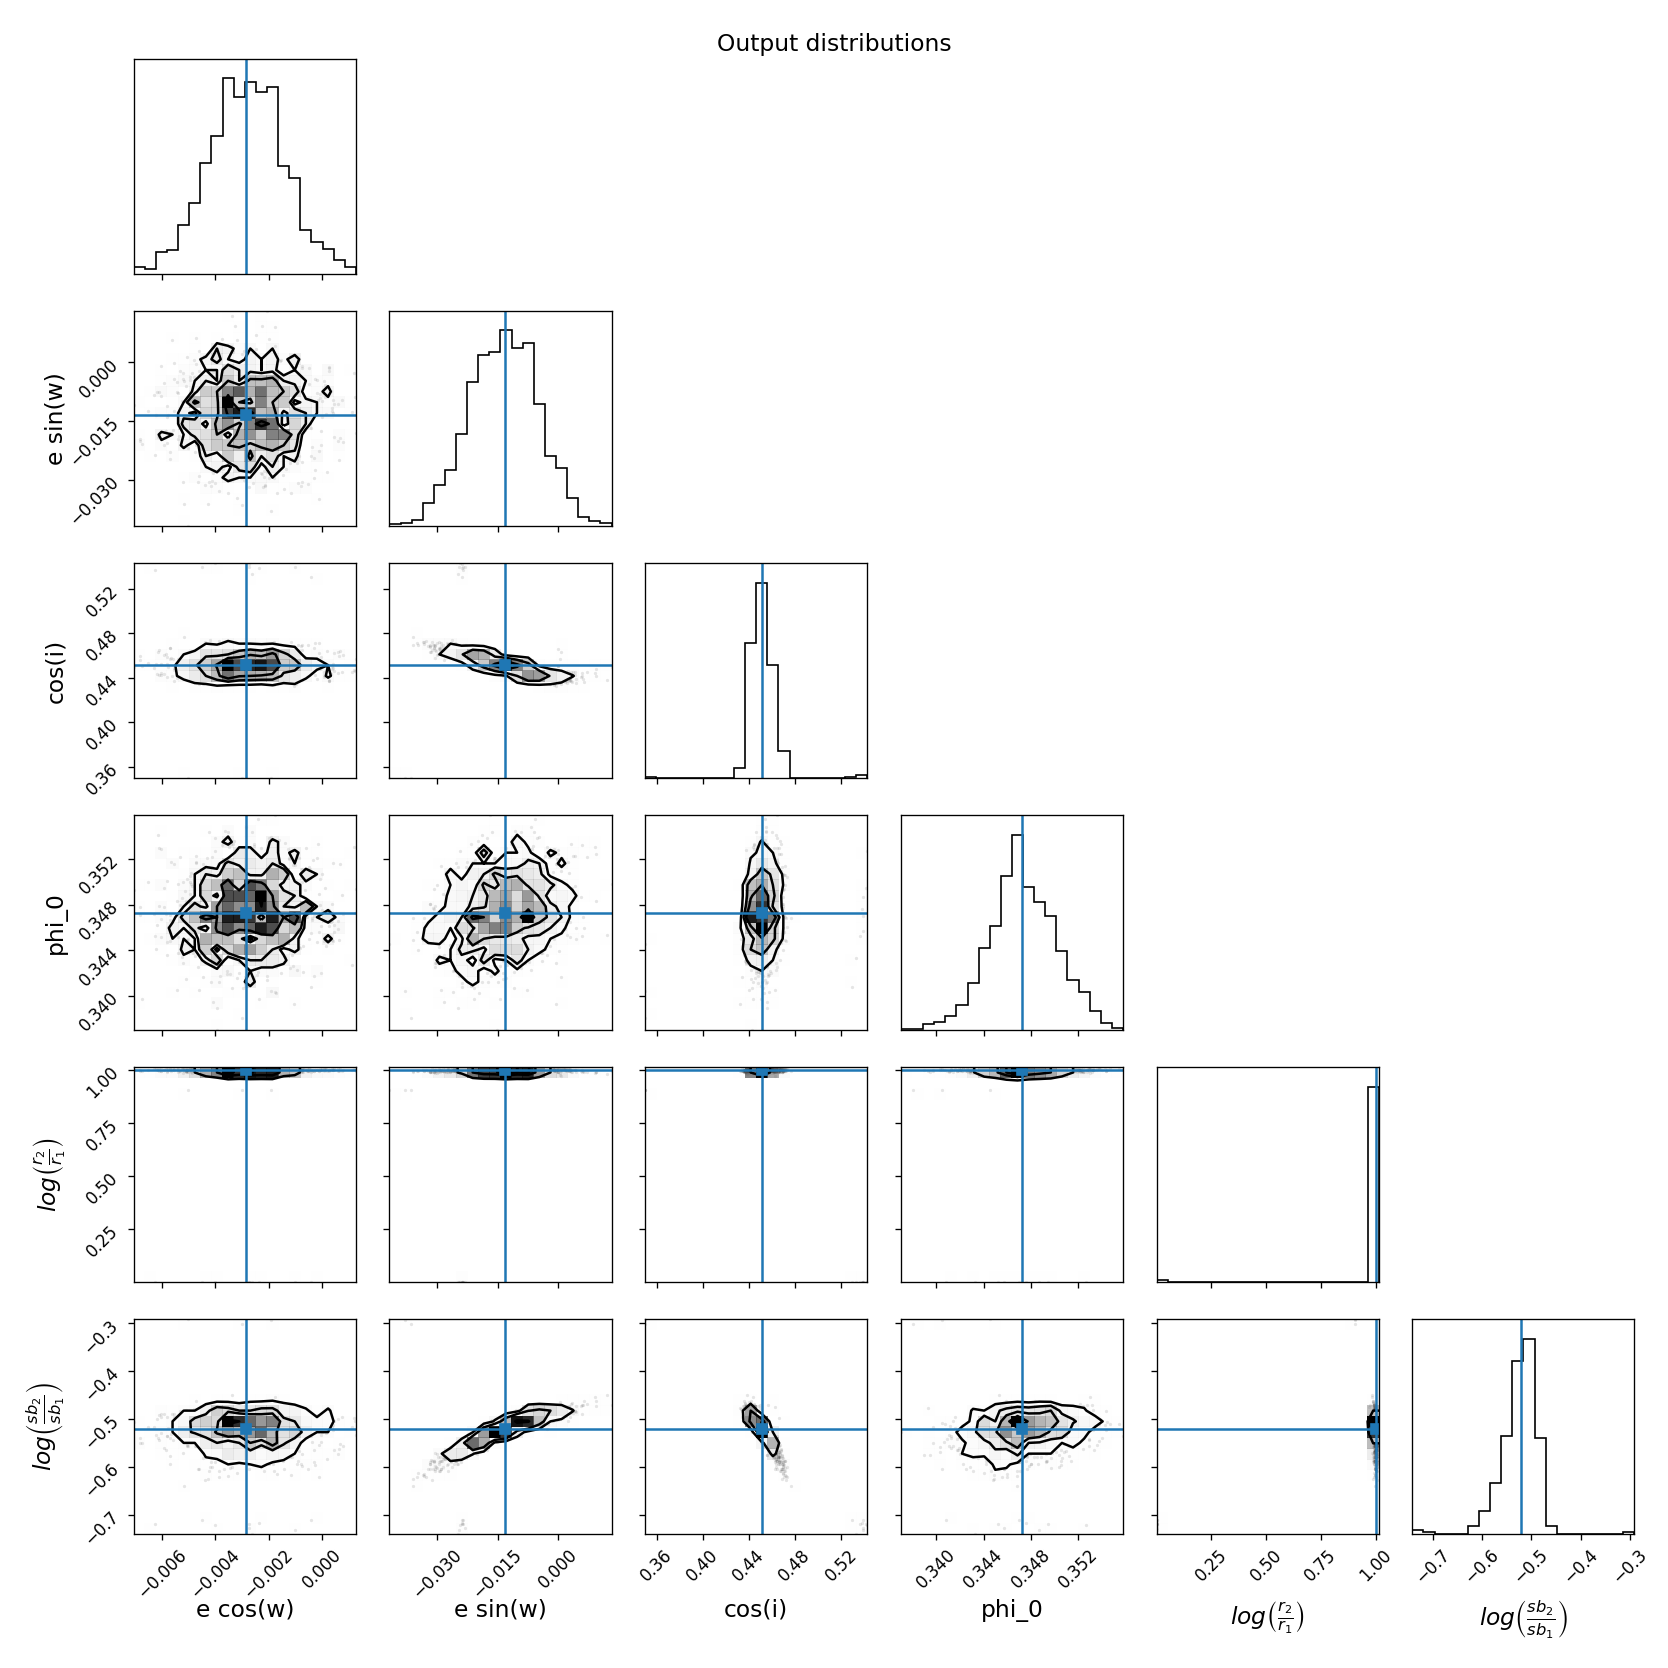 Output distributions
e sin(w)
0.000
−0.015
−0.030
cos(i)
0.52
0.48
0.44
0.40
0.36
phi_0
0.352
0.348
0.344
0.340
log(r₂/r₁)
1.00
0.75
0.50
0.25
log(sb₂/sb₁)
−0.3
−0.4
−0.5
−0.6
−0.7
−0.006 −0.004 −0.002 0.000 −0.030 −0.015 0.000 0.36 0.40 0.44 0.48 0.52 0.340 0.344 0.348 0.352 0.25 0.50 0.75 1.00 −0.7 −0.6 −0.5 −0.4 −0.3
e cos(w) e sin(w) cos(i) phi_0 log(r₂/r₁) log(sb₂/sb₁)